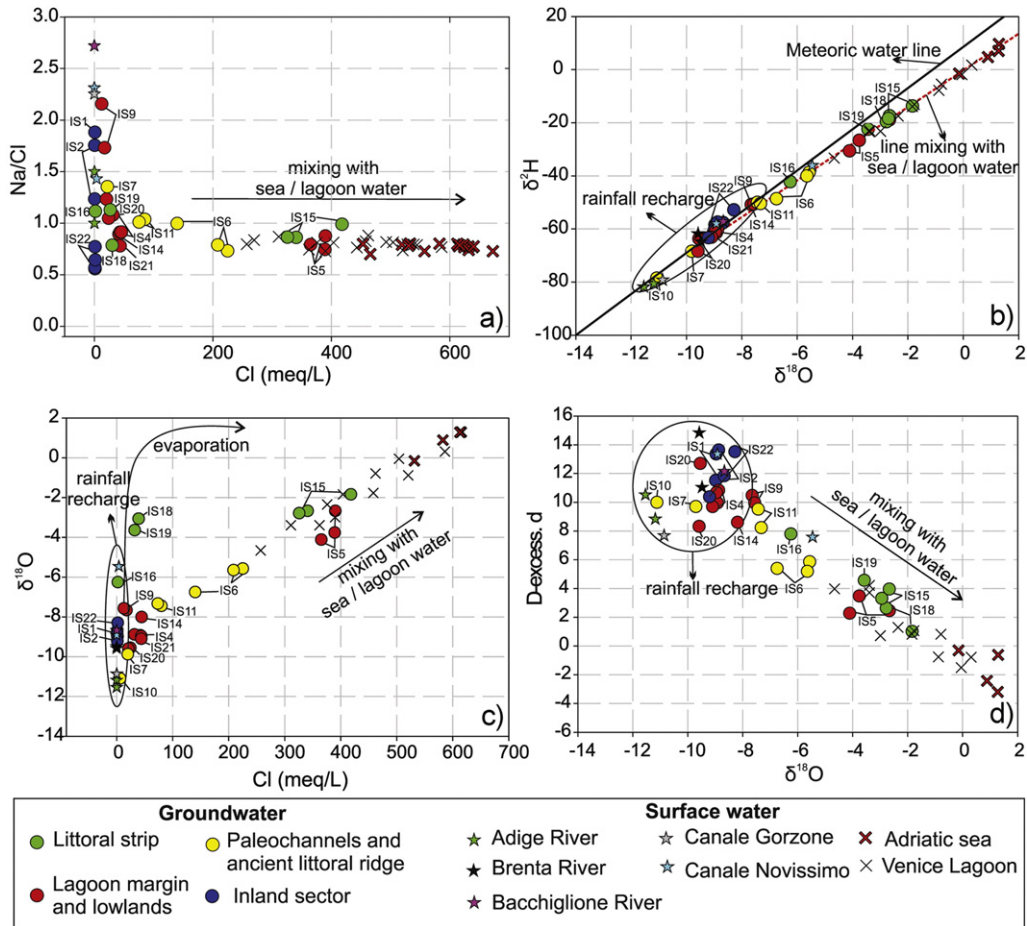 3.0
2.5
2.0
1.5
1.0
0.5
0.0
Na/Cl
IS9
IS1
IS2
IS7
IS19
IS16
IS20
IS11
IS4
IS14
IS22
IS18
IS21
IS6
IS15
IS5
mixing with
sea / lagoon water
0 200 400 600
Cl (meq/L)
a)
20
0
-20
-40
-60
-80
-100
δ²H
Meteoric water line
IS15
IS18
IS19
IS5
line mixing with
sea / lagoon water
IS16
IS22
IS9
IS6
rainfall recharge
IS11
IS14
IS4
IS21
IS20
IS7
IS10
-14 -12 -10 -8 -6 -4 -2 0 2
δ¹⁸O
b)
2
0
-2
-4
-6
-8
-10
-12
-14
δ¹⁸O
evaporation
rainfall
recharge
IS18
IS19
IS15
IS5
IS16
IS9
IS6
IS11
IS22
IS14
IS1
IS4
IS2
IS21
IS20
IS7
IS10
mixing with
sea / lagoon water
0 100 200 300 400 500 600 700
Cl (meq/L)
c)
16
14
12
10
8
6
4
2
0
-2
-4
-6
D-excess. d
IS1
IS22
IS20
IS2
IS10
IS9
IS7
IS4
IS11
IS20
IS14
IS16
IS6
rainfall recharge
mixing with
sea / lagoon water
IS19
IS15
IS5
IS18
-14 -12 -10 -8 -6 -4 -2 0 2
δ¹⁸O
d)
Groundwater
Littoral strip
Lagoon margin
and lowlands
Paleochannels and
ancient littoral ridge
Inland sector
Surface water
Adige River
Brenta River
Bacchiglione River
Canale Gorzone
Canale Novissimo
Adriatic sea
Venice Lagoon